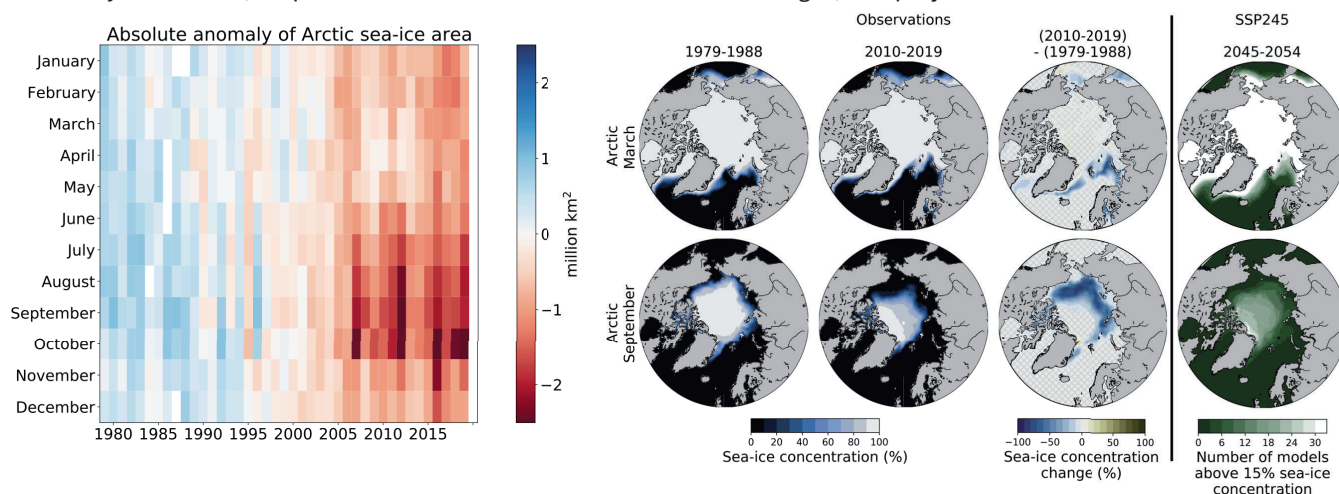 Absolute anomaly of Arctic sea-ice area
January
February
March
April
May
June
July
August
September
October
November
December
1980 1985 1990 1995 2000 2005 2010 2015
2
1
0
−1
−2
million km²
Observations
SSP245
1979-1988
2010-2019
(2010-2019)
- (1979-1988)
2045-2054
Arctic
March
Arctic
September
0 20 40 60 80 100
Sea-ice concentration (%)
−100 −50 0 50 100
Sea-ice concentration
change (%)
0 6 12 18 24 30
Number of models
above 15% sea-ice
concentration